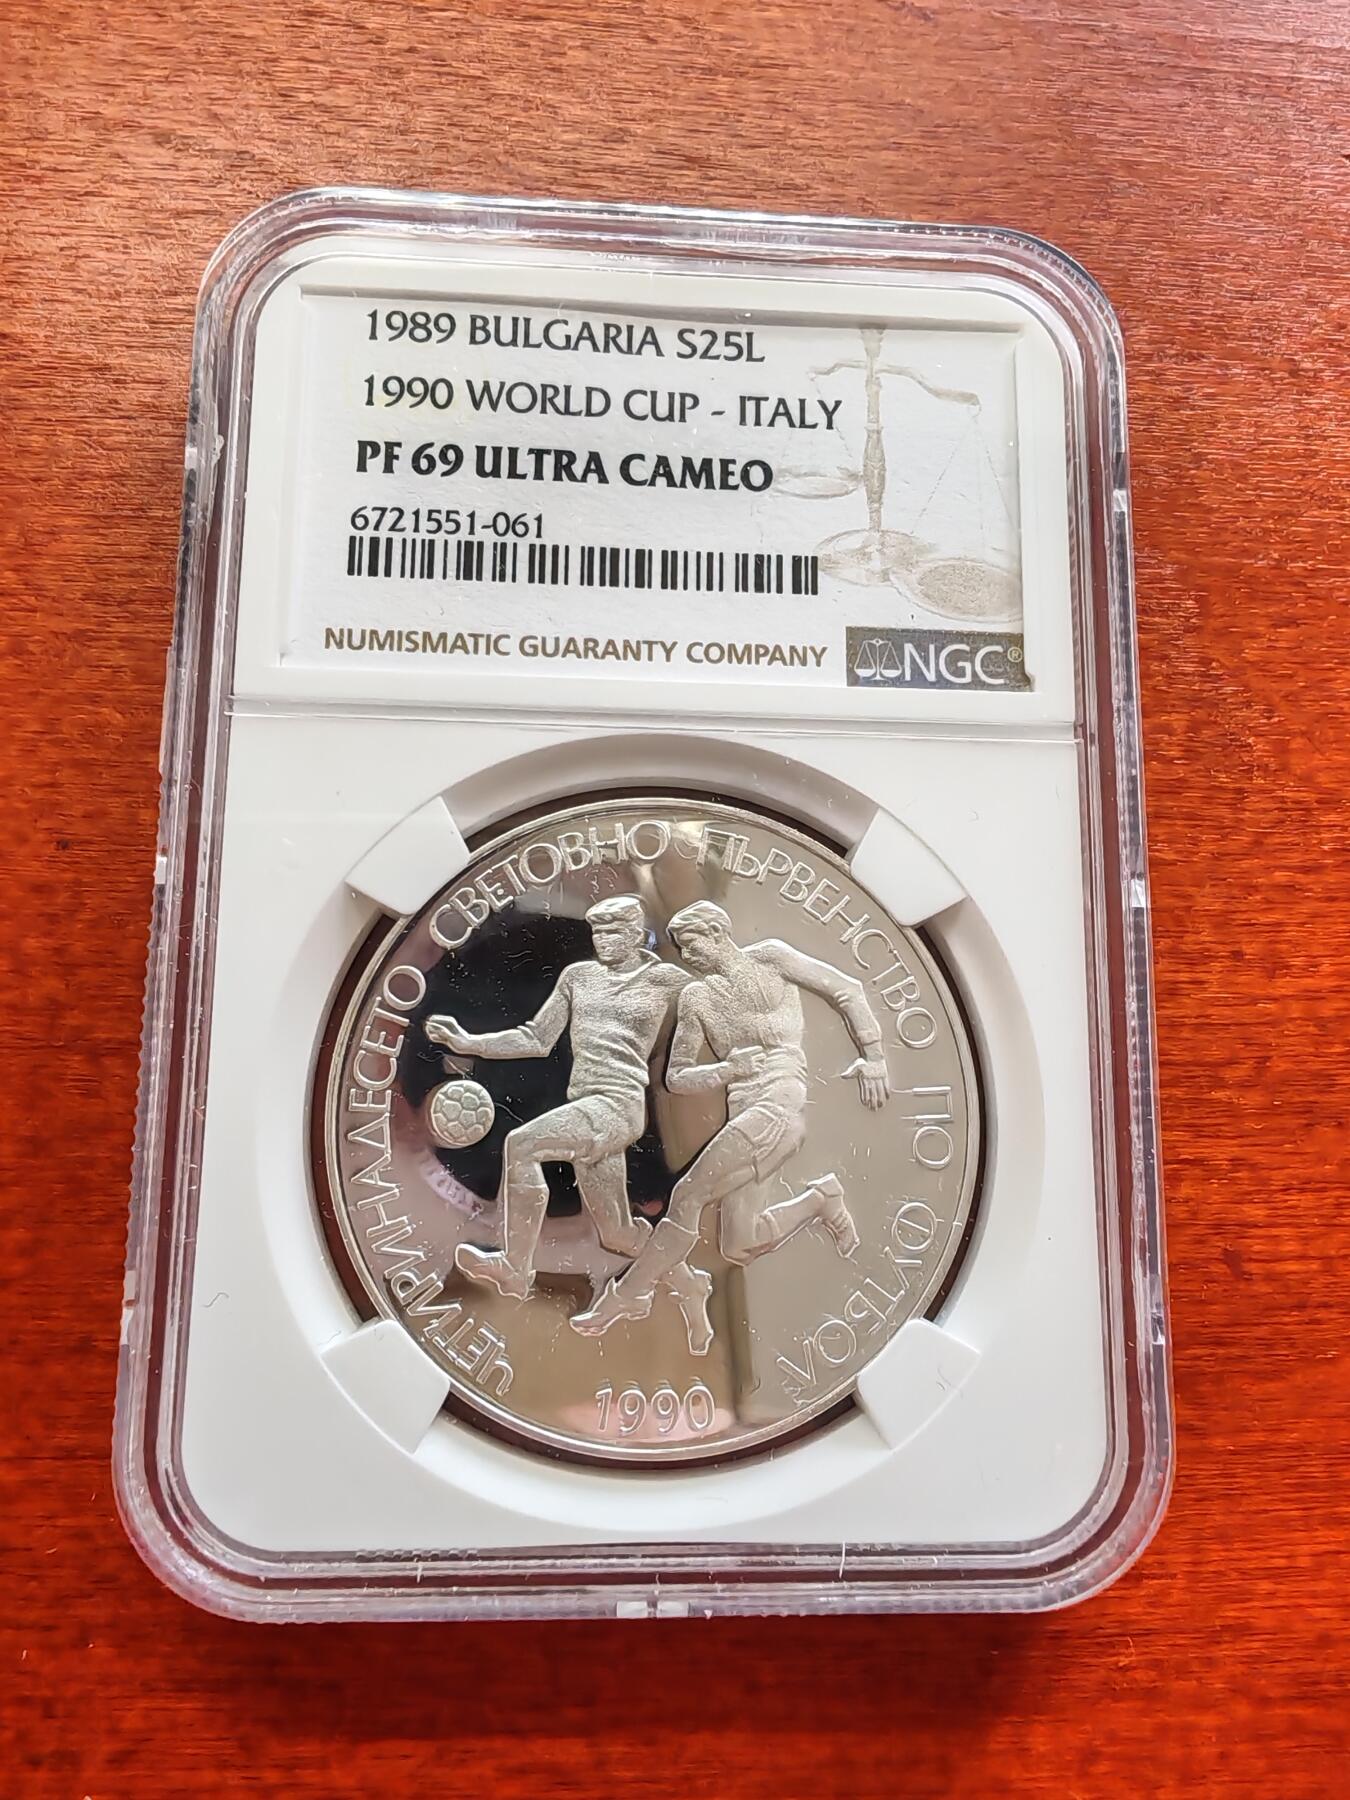 1989 BULGARIA S25L
1990 WORLD CUP - ITALY
PF 69 ULTRA CAMEO
6721551-061
NUMISMATIC GUARANTY COMPANY
NGC®
ЧЕТИРИНАДЕСЕТО СВЕТОВНО ПЪРВЕНСТВО ПО ФУТБОЛ
1990